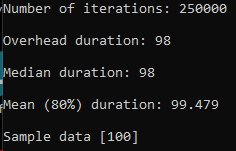 Number of iterations: 250000
Overhead duration: 98
Median duration: 98
Mean (80%) duration: 99.479
Sample data [100]